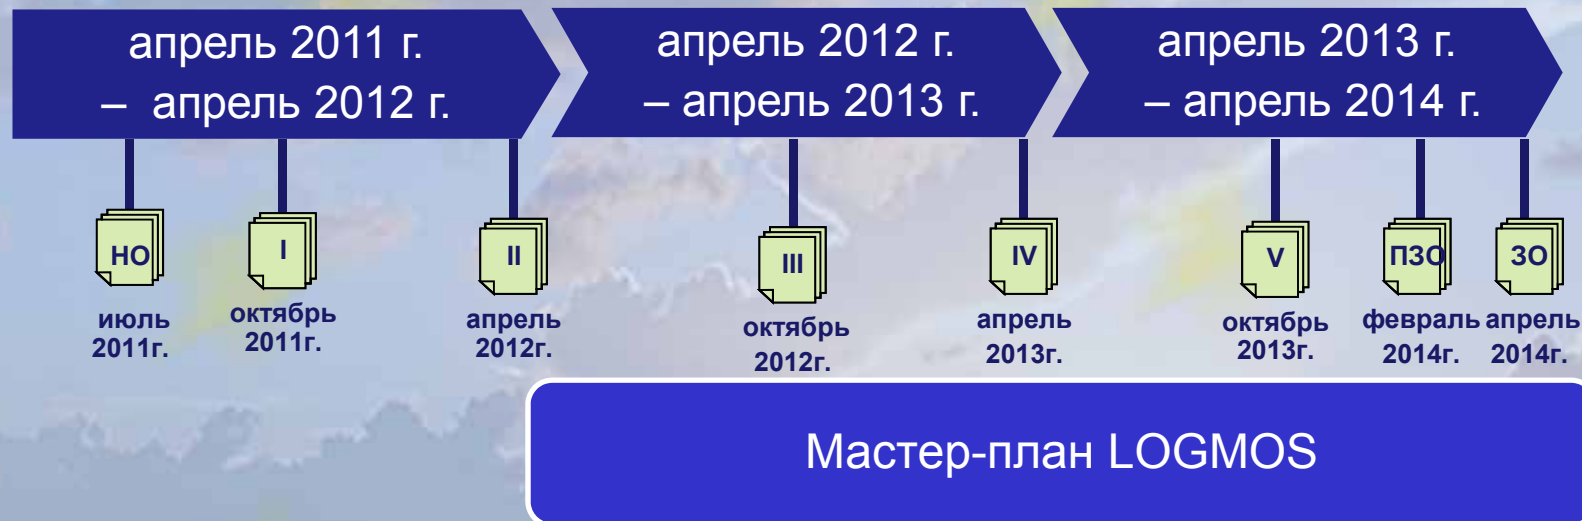 апрель 2011 г.
– апрель 2012 г.
апрель 2012 г.
– апрель 2013 г.
апрель 2013 г.
– апрель 2014 г.
НО
I
II
III
IV
V
ПЗО
ЗО
июль
2011г.
октябрь
2011г.
апрель
2012г.
октябрь
2012г.
апрель
2013г.
октябрь
2013г.
февраль
2014г.
апрель
2014г.
Мастер-план LOGMOS